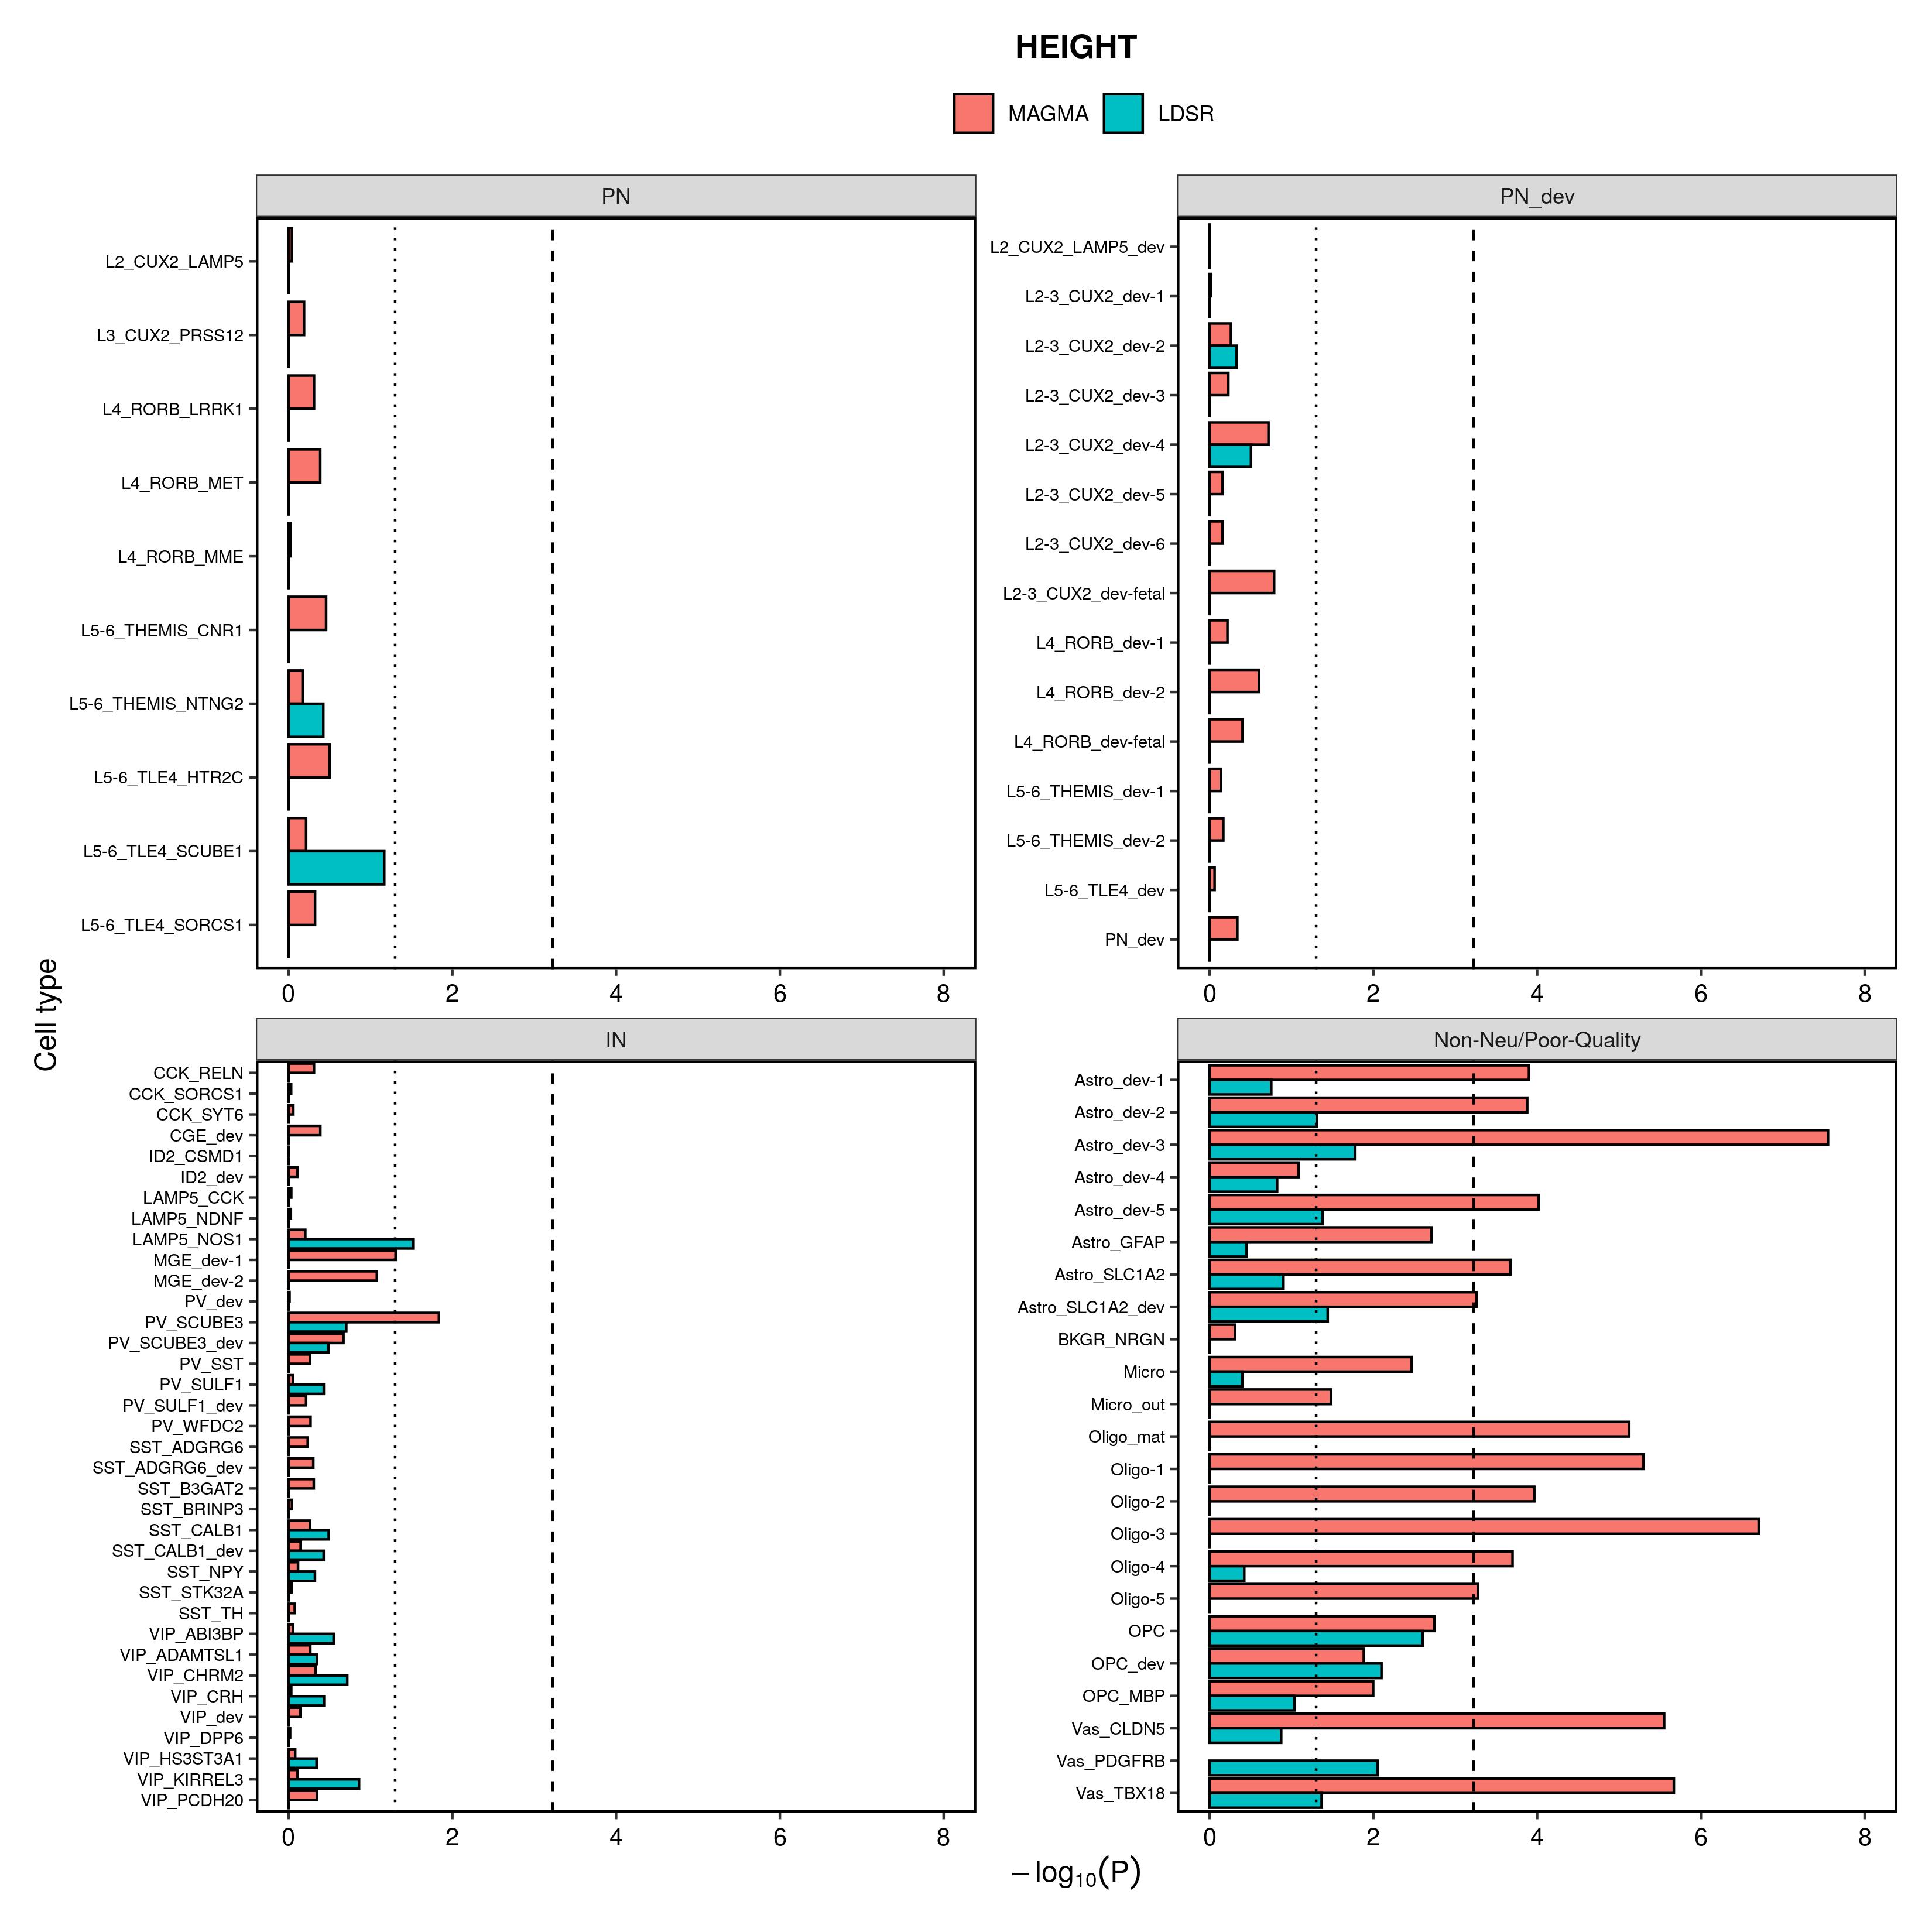 HEIGHT
MAGMA LDSR
PN
L2_CUX2_LAMP5
L3_CUX2_PRSS12
L4_RORB_LRRK1
L4_RORB_MET
L4_RORB_MME
L5-6_THEMIS_CNR1
L5-6_THEMIS_NTNG2
L5-6_TLE4_HTR2C
L5-6_TLE4_SCUBE1
L5-6_TLE4_SORCS1
0 2 4 6 8
PN_dev
L2_CUX2_LAMP5_dev
L2-3_CUX2_dev-1
L2-3_CUX2_dev-2
L2-3_CUX2_dev-3
L2-3_CUX2_dev-4
L2-3_CUX2_dev-5
L2-3_CUX2_dev-6
L2-3_CUX2_dev-fetal
L4_RORB_dev-1
L4_RORB_dev-2
L4_RORB_dev-fetal
L5-6_THEMIS_dev-1
L5-6_THEMIS_dev-2
L5-6_TLE4_dev
PN_dev
0 2 4 6 8
Cell type
IN
CCK_RELN
CCK_SORCS1
CCK_SYT6
CGE_dev
ID2_CSMD1
ID2_dev
LAMP5_CCK
LAMP5_NDNF
LAMP5_NOS1
MGE_dev-1
MGE_dev-2
PV_dev
PV_SCUBE3
PV_SCUBE3_dev
PV_SST
PV_SULF1
PV_SULF1_dev
PV_WFDC2
SST_ADGRG6
SST_ADGRG6_dev
SST_B3GAT2
SST_BRINP3
SST_CALB1
SST_CALB1_dev
SST_NPY
SST_STK32A
SST_TH
VIP_ABI3BP
VIP_ADAMTSL1
VIP_CHRM2
VIP_CRH
VIP_dev
VIP_DPP6
VIP_HS3ST3A1
VIP_KIRREL3
VIP_PCDH20
0 2 4 6 8
Non-Neu/Poor-Quality
Astro_dev-1
Astro_dev-2
Astro_dev-3
Astro_dev-4
Astro_dev-5
Astro_GFAP
Astro_SLC1A2
Astro_SLC1A2_dev
BKGR_NRGN
Micro
Micro_out
Oligo_mat
Oligo-1
Oligo-2
Oligo-3
Oligo-4
Oligo-5
OPC
OPC_dev
OPC_MBP
Vas_CLDN5
Vas_PDGFRB
Vas_TBX18
0 2 4 6 8
− log₁₀(P)